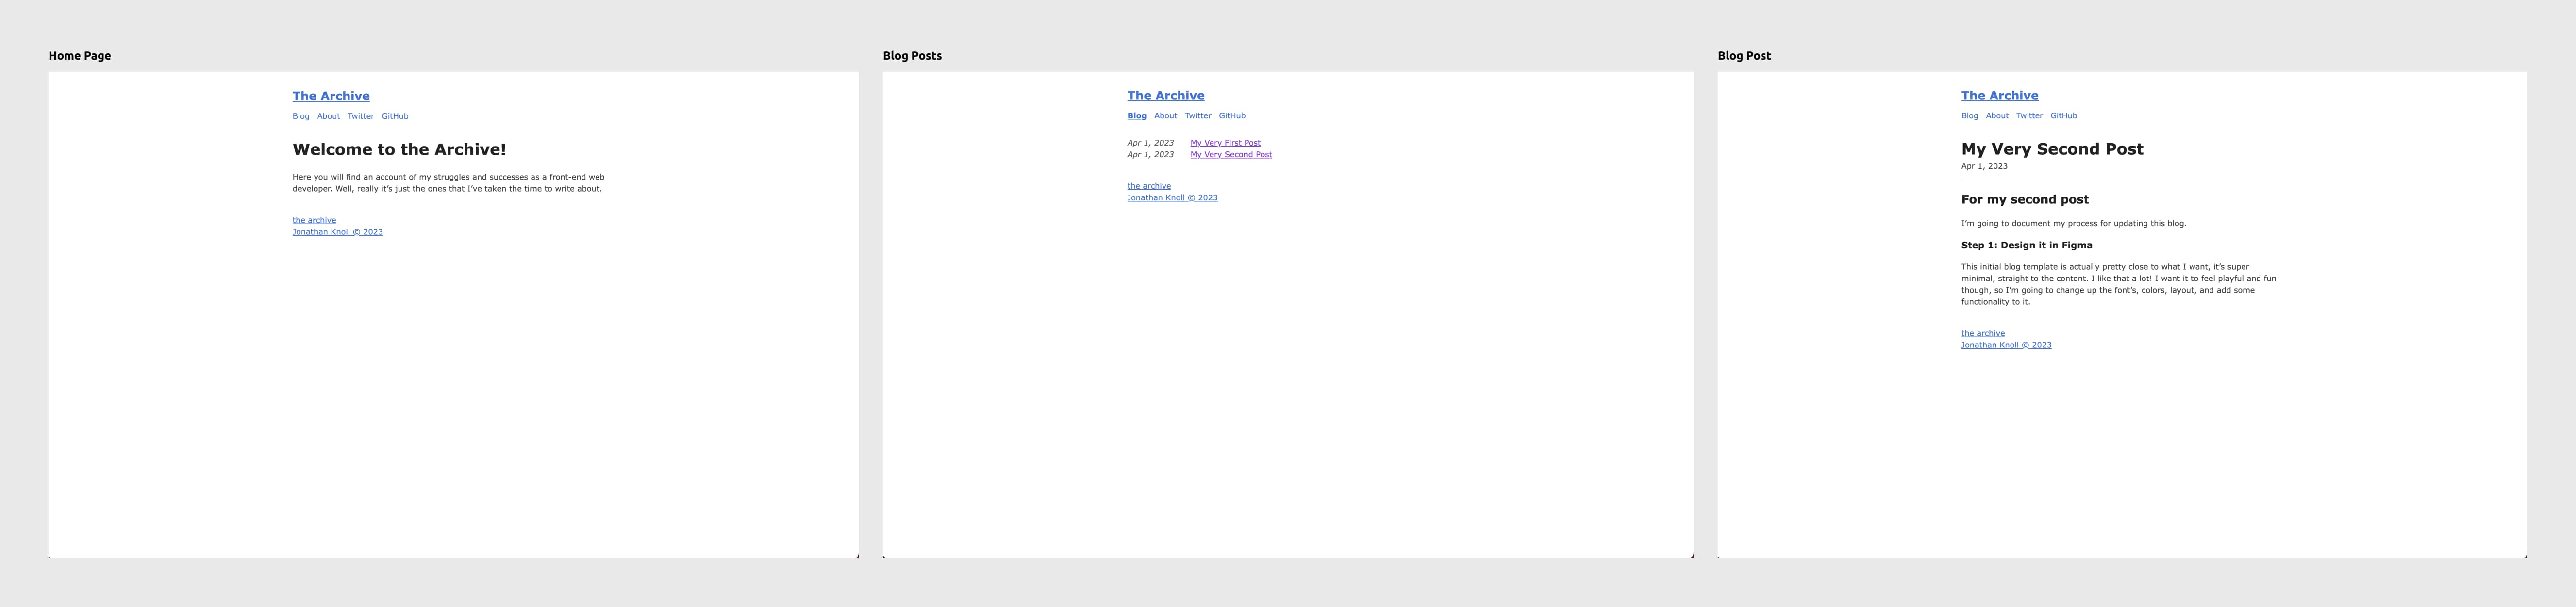 Home Page
The Archive
Blog About Twitter GitHub
Welcome to the Archive!
Here you will find an account of my struggles and successes as a front-end web
developer. Well, really it’s just the ones that I’ve taken the time to write about.
the archive
Jonathan Knoll © 2023
Blog Posts
The Archive
Blog About Twitter GitHub
Apr 1, 2023 My Very First Post
Apr 1, 2023 My Very Second Post
the archive
Jonathan Knoll © 2023
Blog Post
The Archive
Blog About Twitter GitHub
My Very Second Post
Apr 1, 2023
For my second post
I’m going to document my process for updating this blog.
Step 1: Design it in Figma
This initial blog template is actually pretty close to what I want, it’s super
minimal, straight to the content. I like that a lot! I want it to feel playful and fun
though, so I’m going to change up the font’s, colors, layout, and add some
functionality to it.
the archive
Jonathan Knoll © 2023